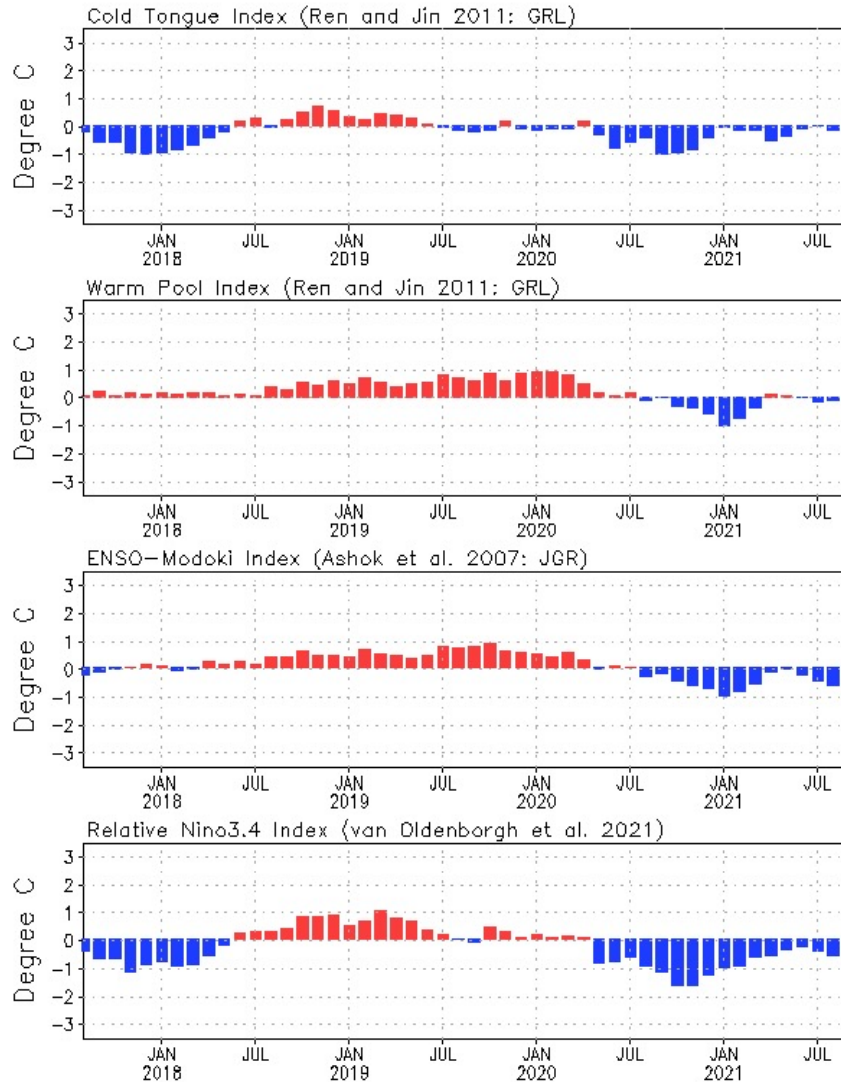 Cold Tongue Index (Ren and Jin 2011: GRL)
Degree C
3
2
1
0
-1
-2
-3
JAN JUL JAN JUL JAN JUL JAN JUL
2018 2019 2020 2021
Warm Pool Index (Ren and Jin 2011: GRL)
Degree C
3
2
1
0
-1
-2
-3
JAN JUL JAN JUL JAN JUL JAN JUL
2018 2019 2020 2021
ENSO-Modoki Index (Ashok et al. 2007: JGR)
Degree C
3
2
1
0
-1
-2
-3
JAN JUL JAN JUL JAN JUL JAN JUL
2018 2019 2020 2021
Relative Nino3.4 Index (van Oldenborgh et al. 2021)
Degree C
3
2
1
0
-1
-2
-3
JAN JUL JAN JUL JAN JUL JAN JUL
2018 2019 2020 2021